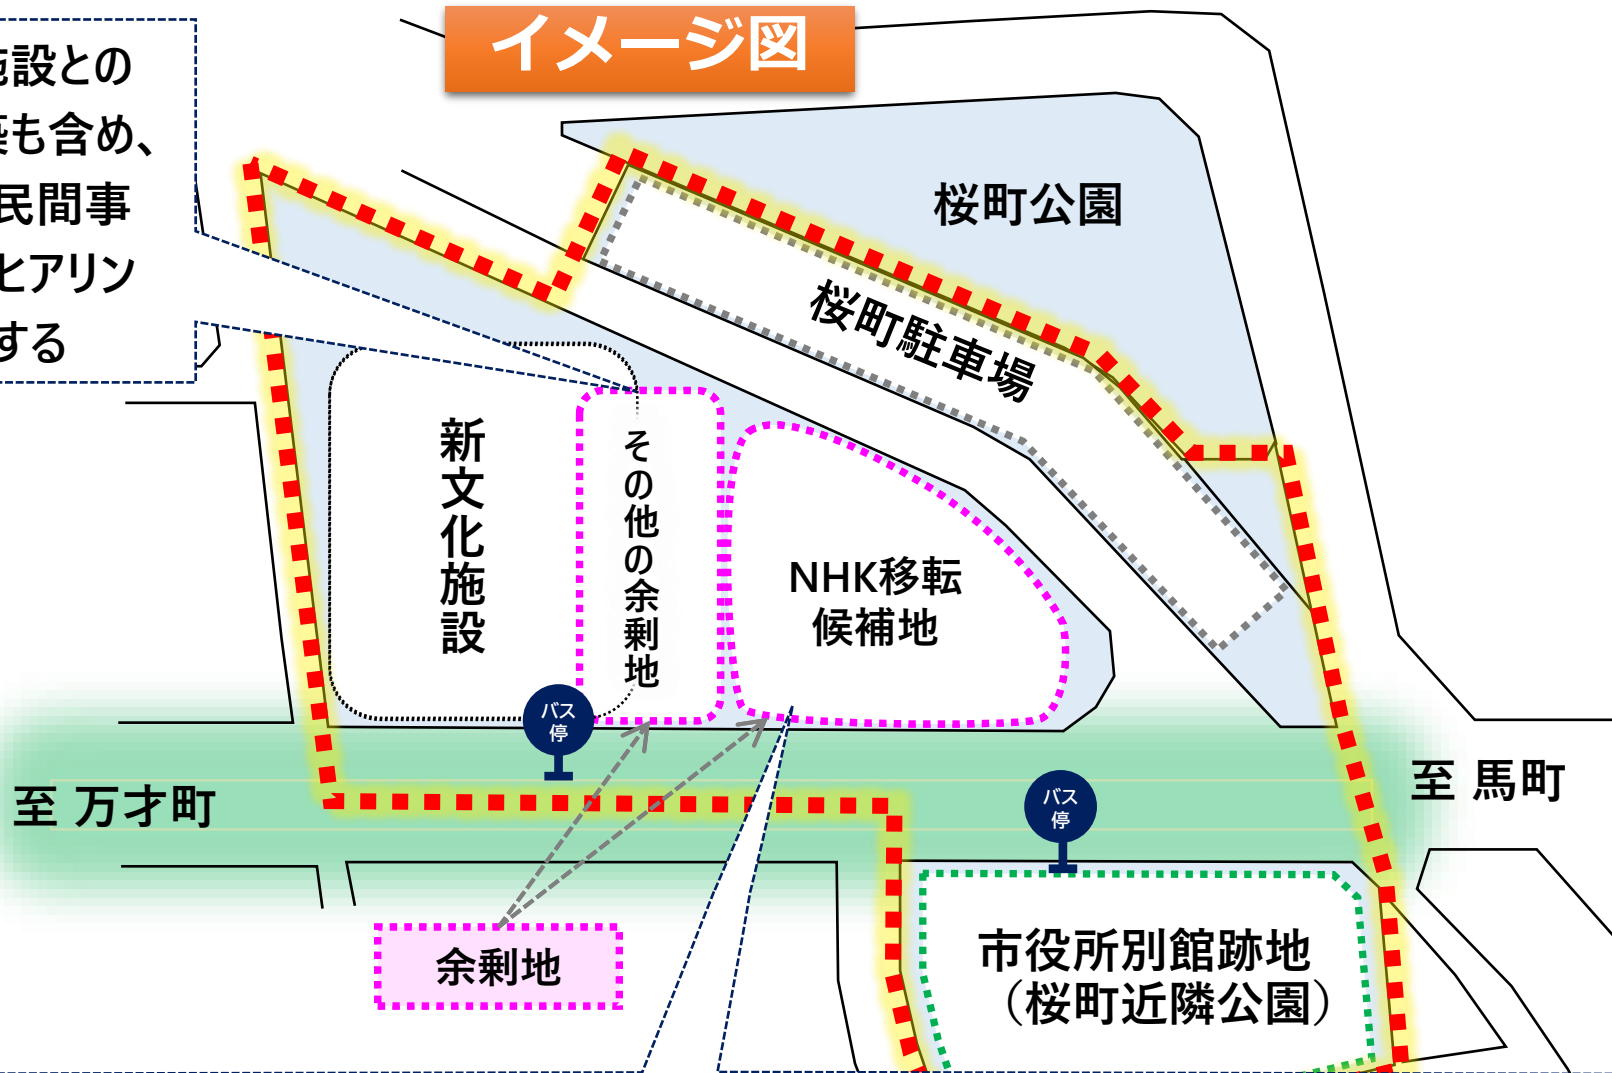 イメージ図
施設との
築も含め、
民間事
ヒアリン
する
桜町公園
桜町駐車場
新文化施設
その他の余剰地
NHK移転
候補地
バス
停
至 万才町
至 馬町
バス
停
余剰地
市役所別館跡地
（桜町近隣公園）